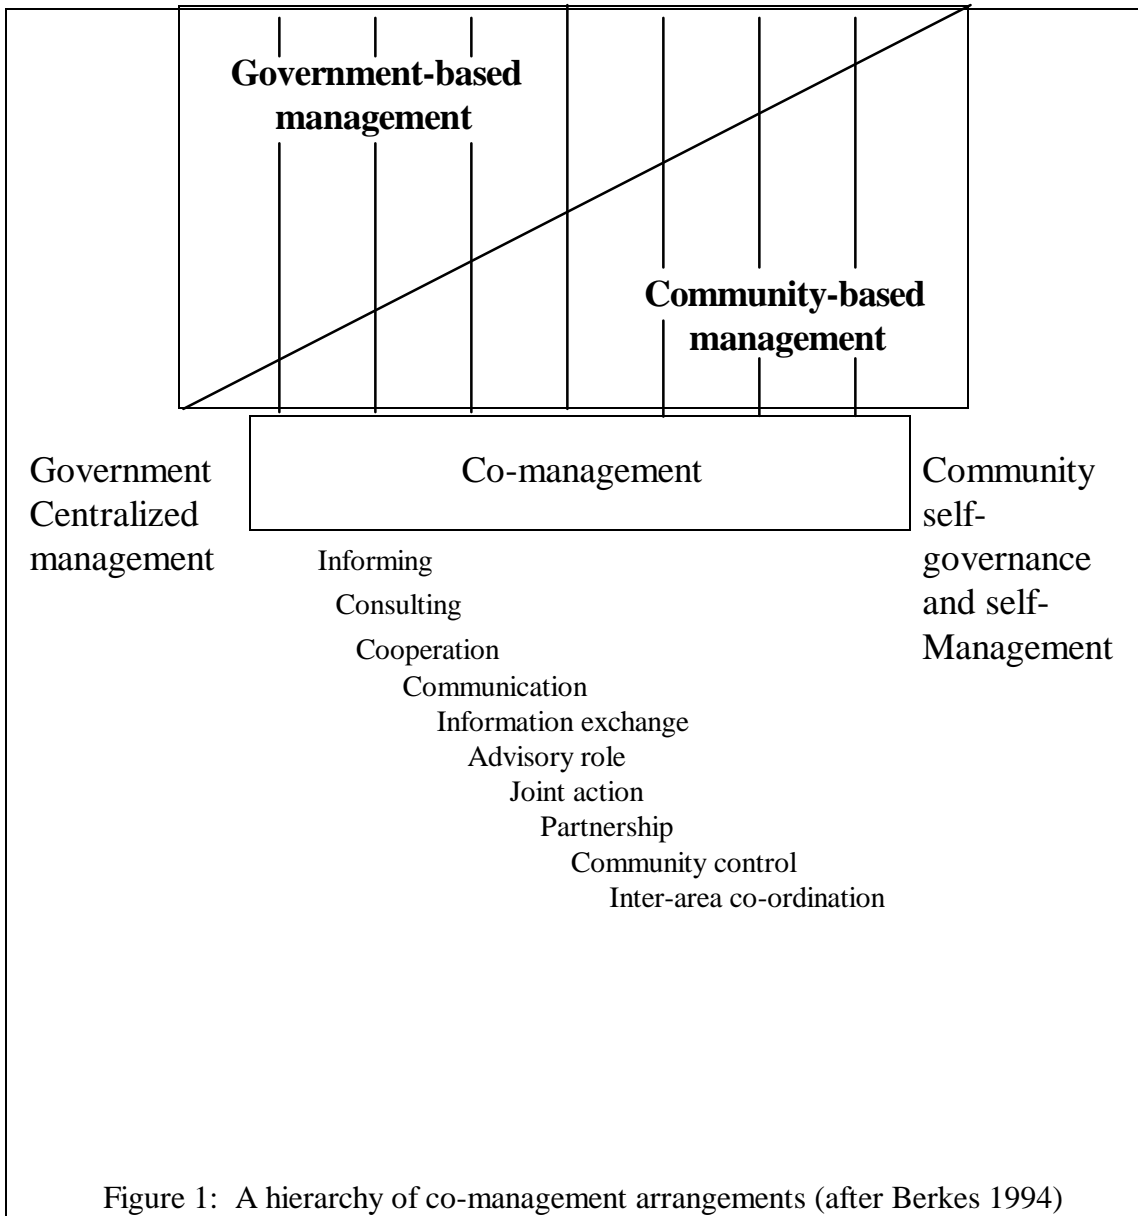 Government-based
management
Community-based
management
Government
Centralized
management
Co-management
Community
self-
governance
and self-
Management
Informing
Consulting
Cooperation
Communication
Information exchange
Advisory role
Joint action
Partnership
Community control
Inter-area co-ordination
Figure 1: A hierarchy of co-management arrangements (after Berkes 1994)